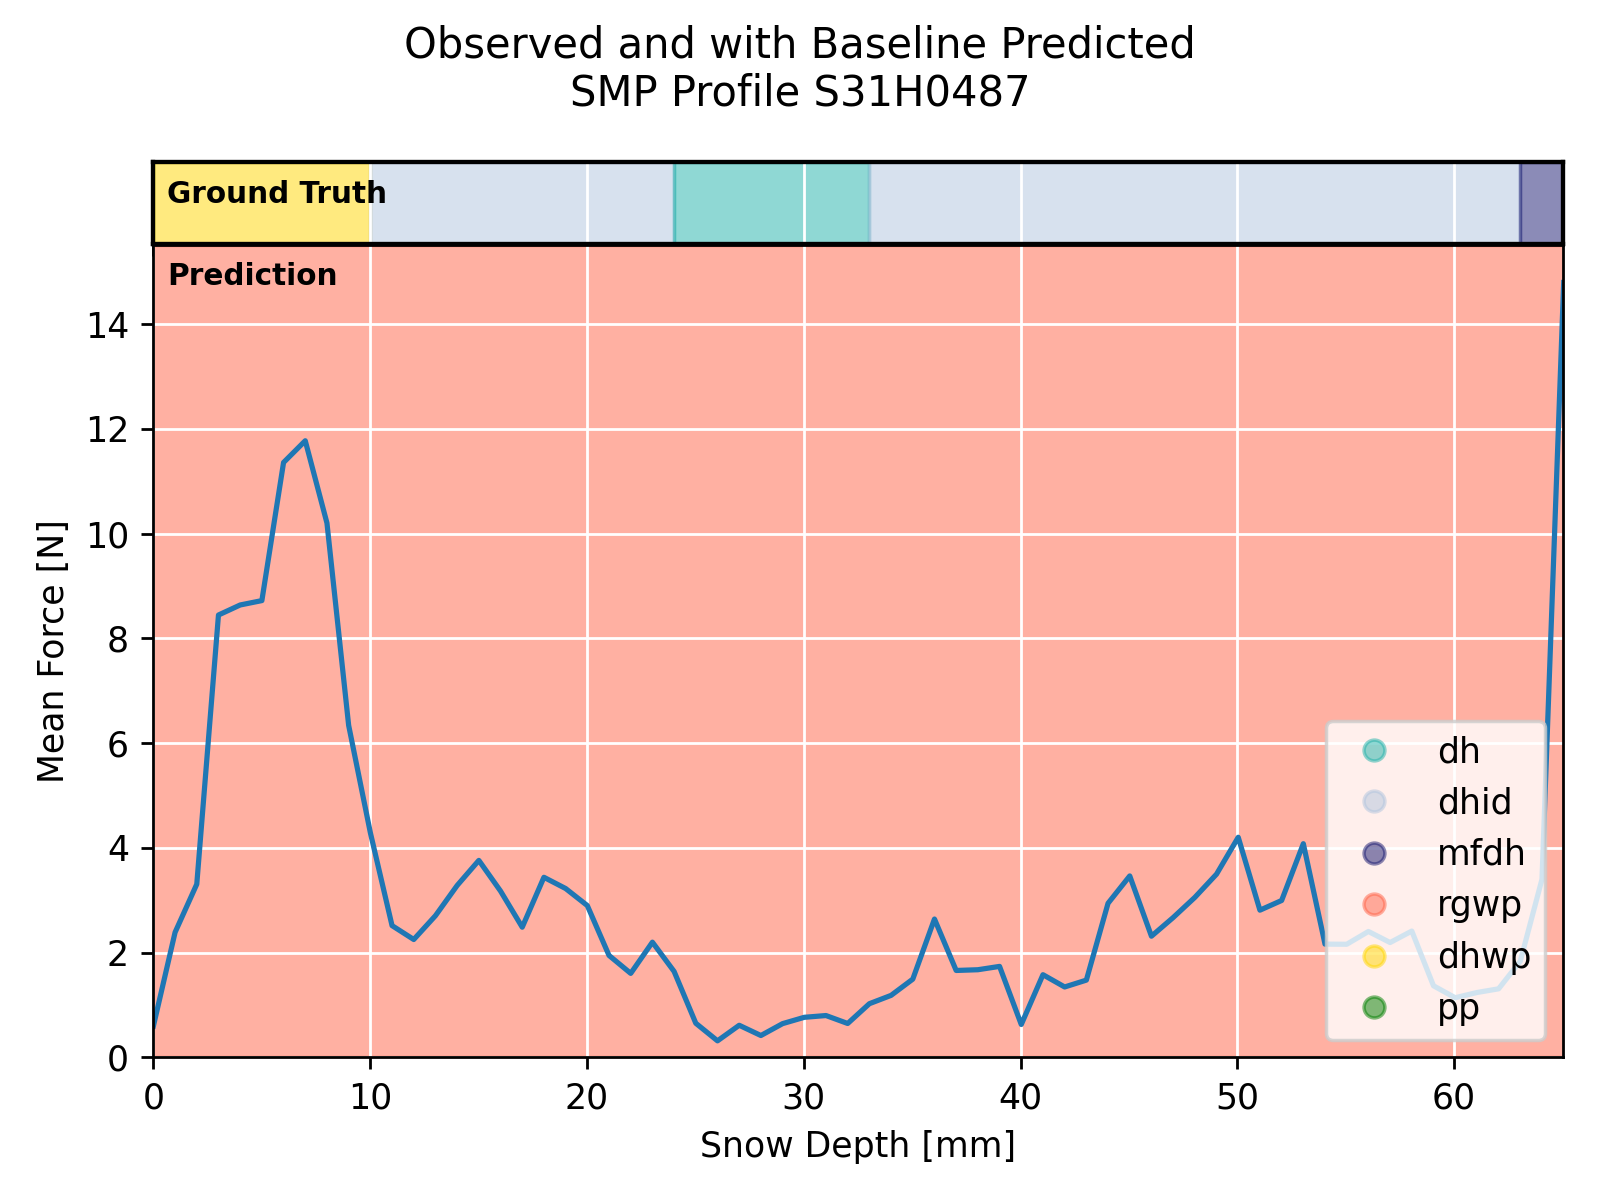 Observed and with Baseline Predicted
SMP Profile S31H0487
Ground Truth
Prediction
14
12
10
8
6
4
2
0
Mean Force [N]
dh
dhid
mfdh
rgwp
dhwp
pp
0 10 20 30 40 50 60
Snow Depth [mm]